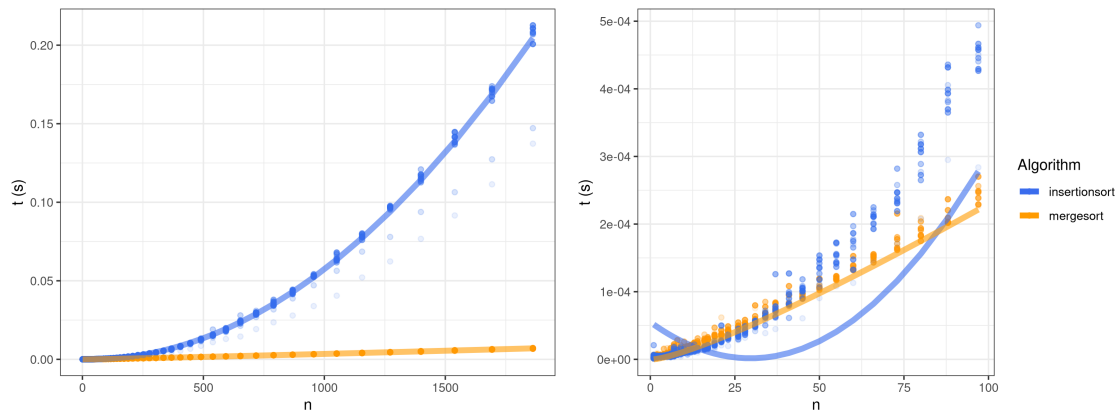 t (s)
0.20
0.15
0.10
0.05
0.00
0
500
1000
1500
n
t (s)
5e-04
4e-04
3e-04
2e-04
1e-04
0e+00
0
25
50
75
100
n
Algorithm
insertionsort
mergesort